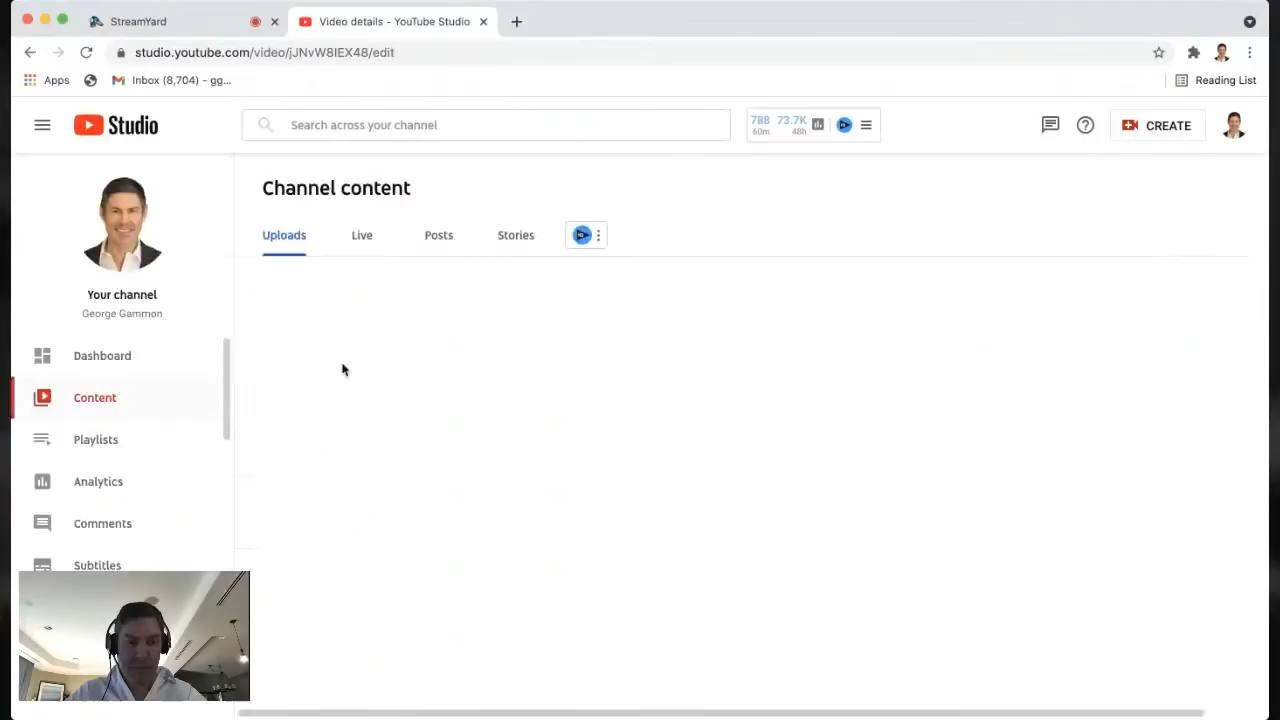 StreamYard
Video details - YouTube Studio
studio.youtube.com/video/jJNvW8IEX48/edit
Apps
Inbox (8,704) - gg...
Reading List
Studio
Search across your channel
788 73.7K
60m 48h
CREATE
Channel content
Uploads Live Posts Stories
Your channel
George Gammon
Dashboard
Content
Playlists
Analytics
Comments
Subtitles